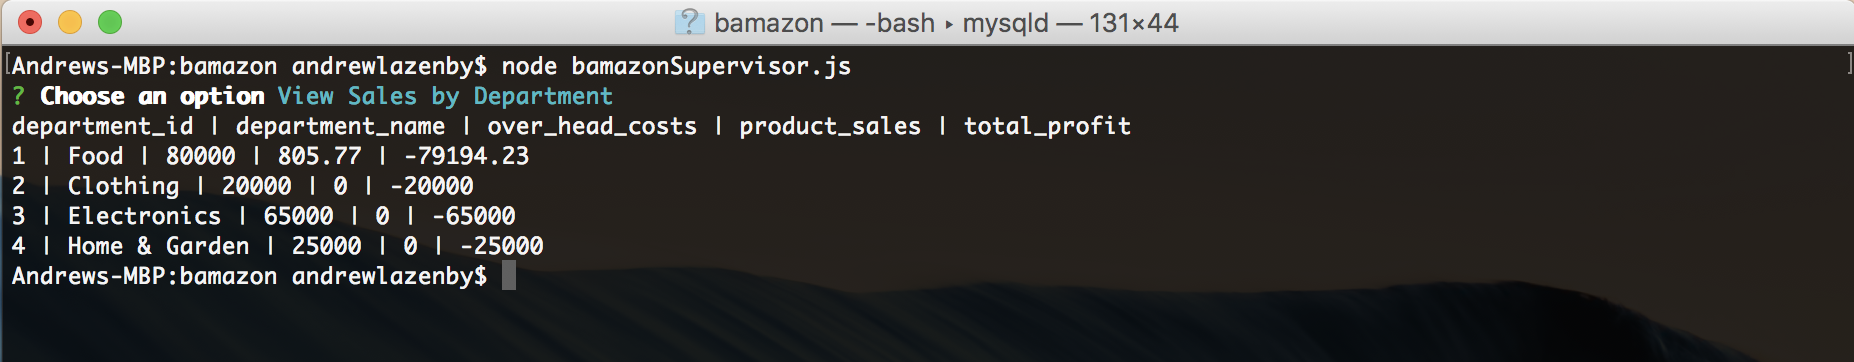 bamazon — -bash ▸ mysqld — 131×44
[Andrews-MBP:bamazon andrewlazenby$ node bamazonSupervisor.js ]
? Choose an option View Sales by Department
department_id | department_name | over_head_costs | product_sales | total_profit
1 | Food | 80000 | 805.77 | -79194.23
2 | Clothing | 20000 | 0 | -20000
3 | Electronics | 65000 | 0 | -65000
4 | Home & Garden | 25000 | 0 | -25000
Andrews-MBP:bamazon andrewlazenby$